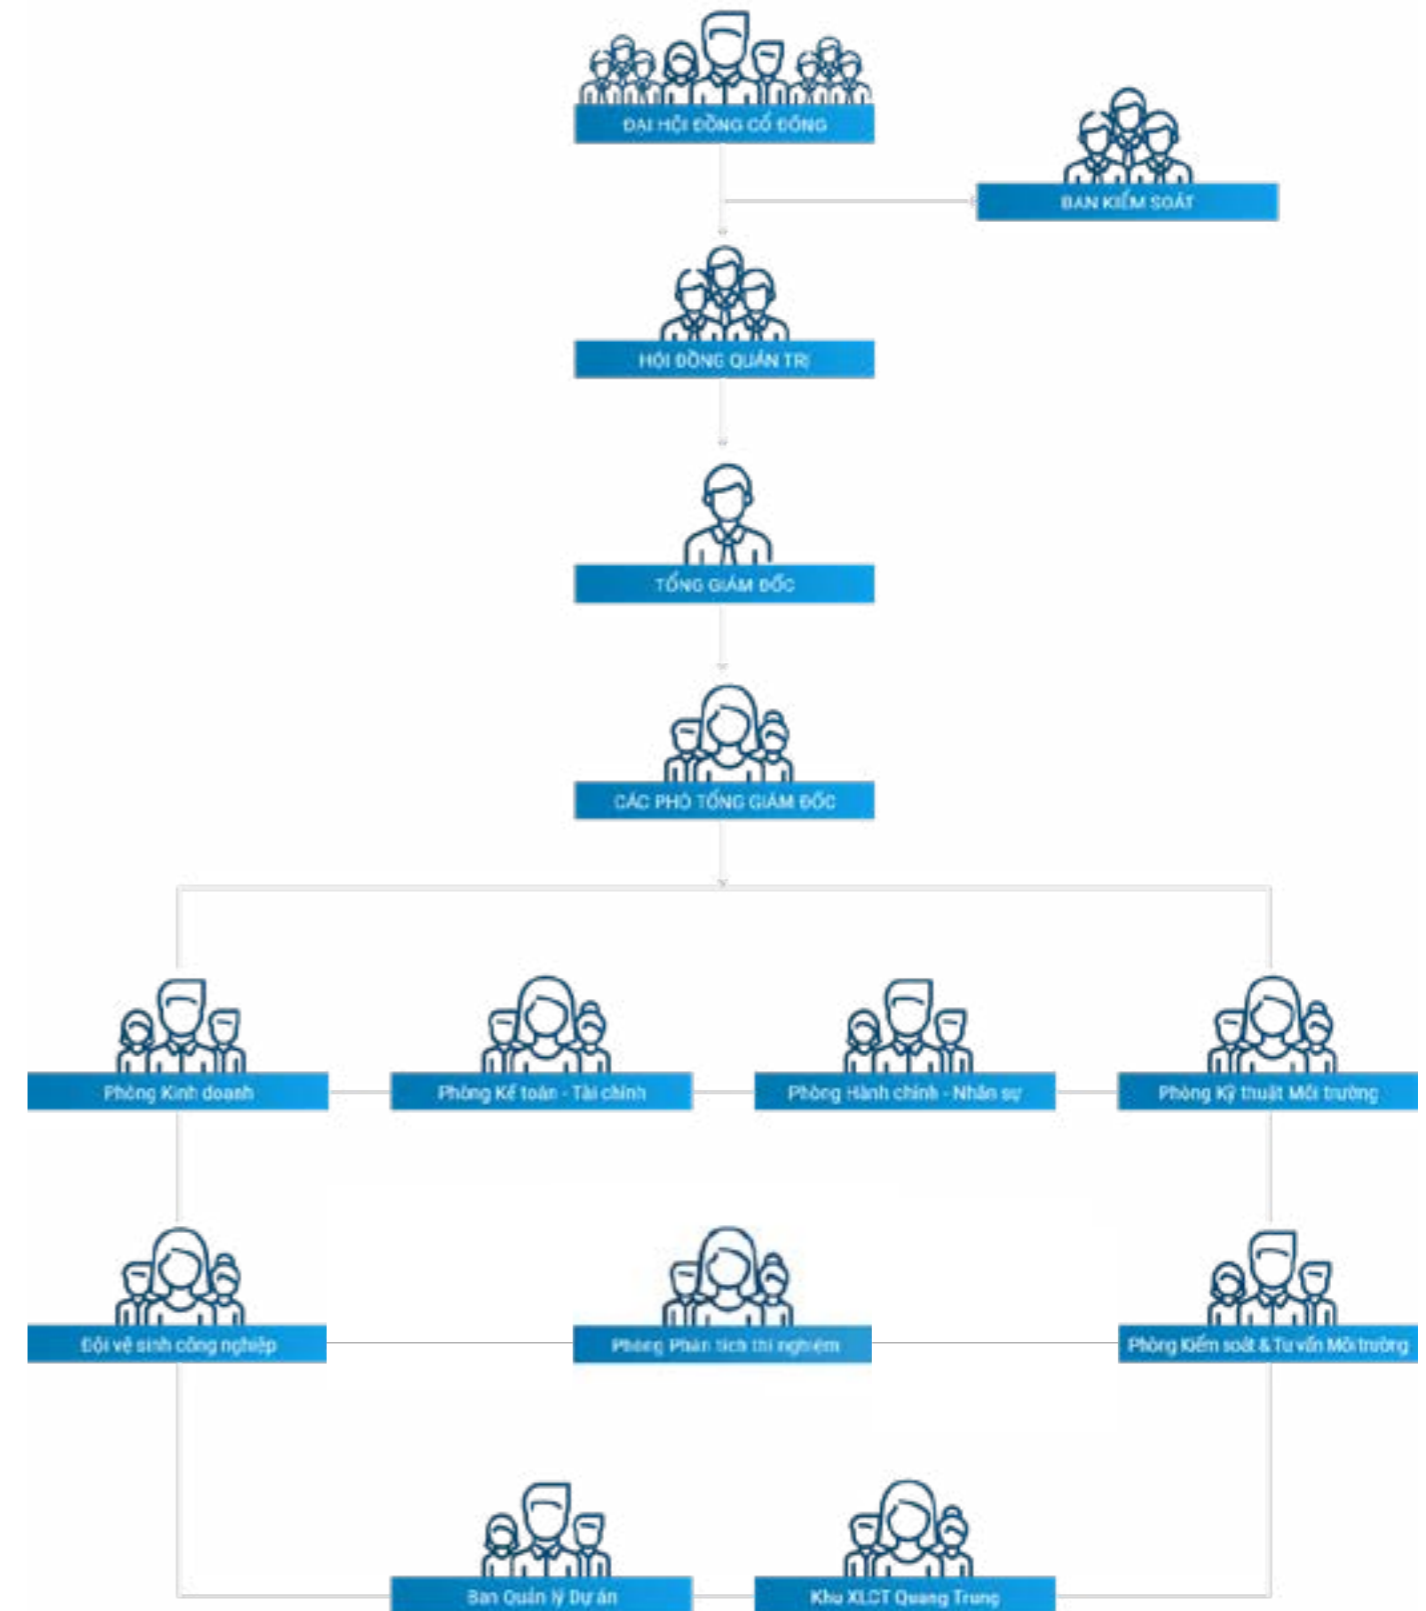 ĐẠI HỘI ĐỒNG CỔ ĐÔNG
BAN KIỂM SOÁT
HỘI ĐỒNG QUẢN TRỊ
TỔNG GIÁM ĐỐC
CÁC PHÓ TỔNG GIÁM ĐỐC
Phòng Kinh doanh
Phòng Kế toán - Tài chính
Phòng Hành chính - Nhân sự
Phòng Kỹ thuật Môi trường
Đội vệ sinh công nghiệp
Phòng Phân tích thí nghiệm
Phòng Kiểm soát & Tư vấn Môi trường
Ban Quản lý Dự án
Khu XLCT Quang Trung